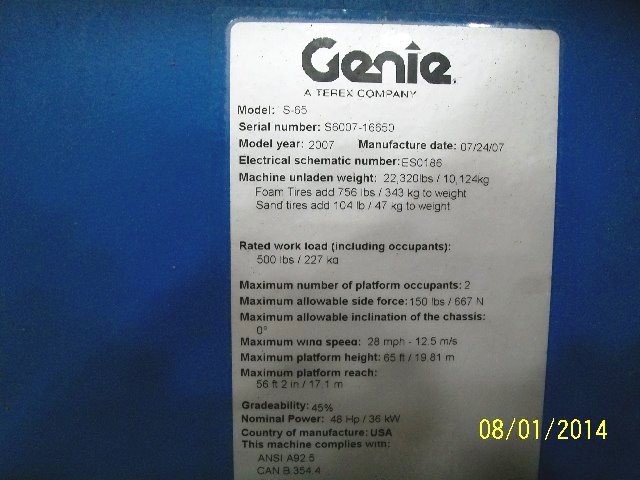 Genie
A TEREX COMPANY
Model: S-65
Serial number: S6007-16650
Model year: 2007 Manufacture date: 07/24/07
Electrical schematic number: ES0186
Machine unladen weight: 22,320lbs / 10,124kg
Foam Tires add 756 lbs / 343 kg to weight
Sand tires add 104 lb / 47 kg to weight
Rated work load (including occupants):
500 lbs / 227 kg
Maximum number of platform occupants: 2
Maximum allowable side force: 150 lbs / 667 N
Maximum allowable inclination of the chassis:
0°
Maximum wind speed: 28 mph - 12.5 m/s
Maximum platform height: 65 ft / 19.81 m
Maximum platform reach:
56 ft 2 in / 17.1 m
Gradeability: 45%
Nominal Power: 48 Hp / 36 kW
Country of manufacture: USA
This machine complies with:
ANSI A92.5
CAN B.354.4
08/01/2014